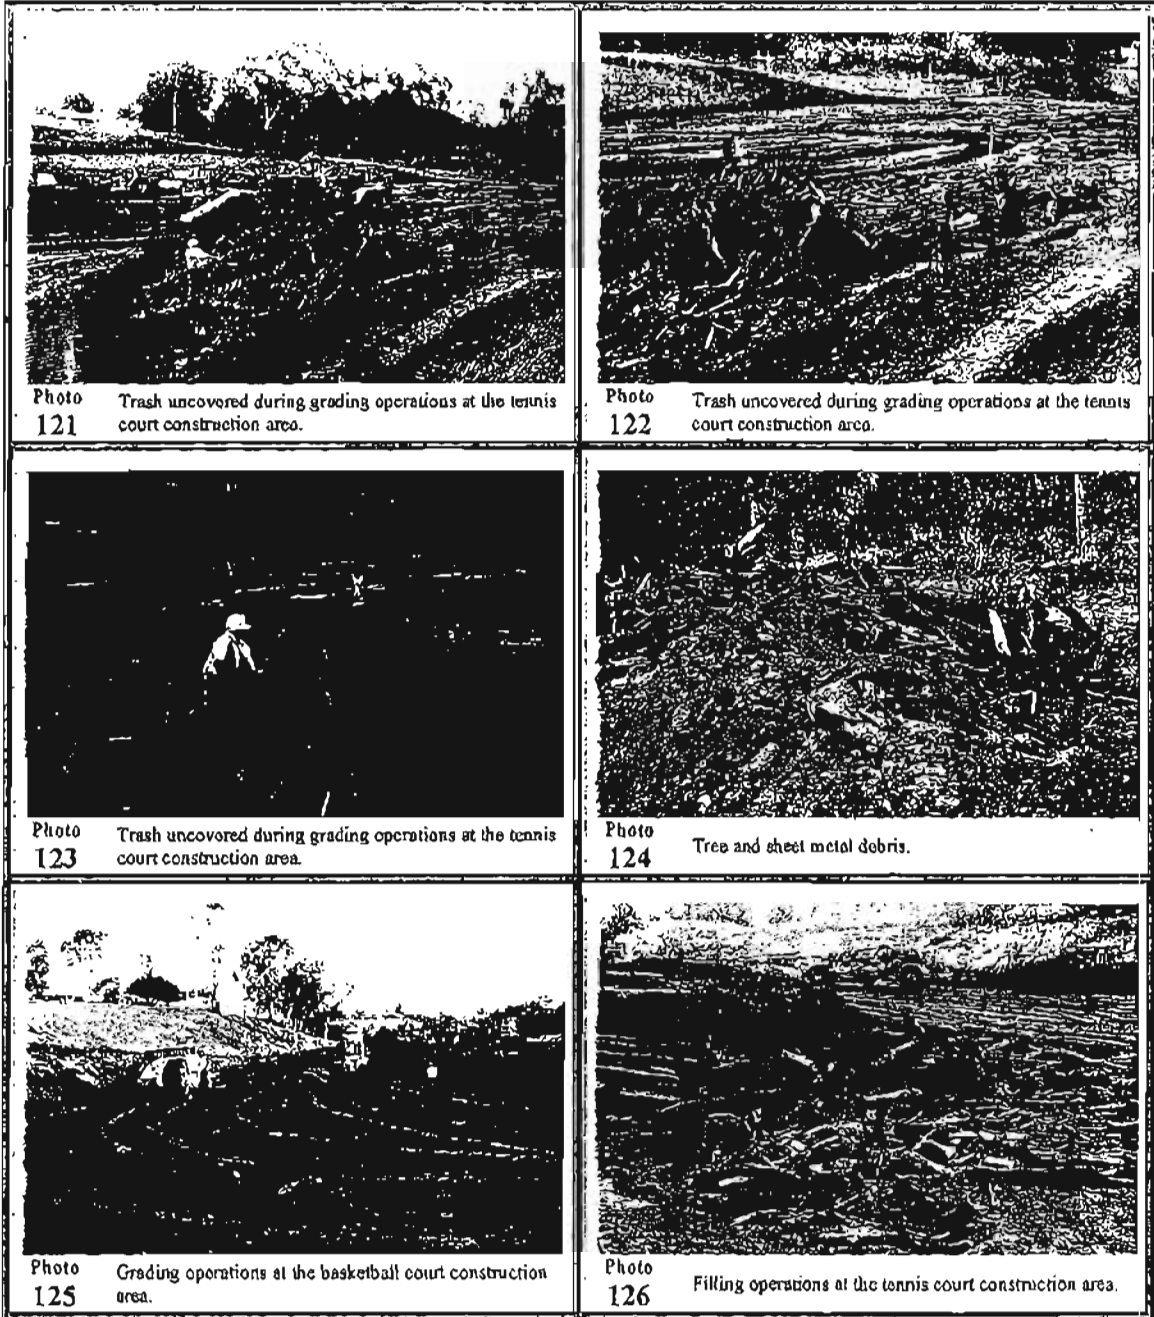 Photo
121
Trash uncovered during grading operations at the tennis
court construction area.
Photo
122
Trash uncovered during grading operations at the tennis
court construction area.
Photo
123
Trash uncovered during grading operations at the tennis
court construction area.
Photo
124
Tree and sheet metal debris.
Photo
125
Grading operations at the basketball court construction
area.
Photo
126
Filling operations at the tennis court construction area.